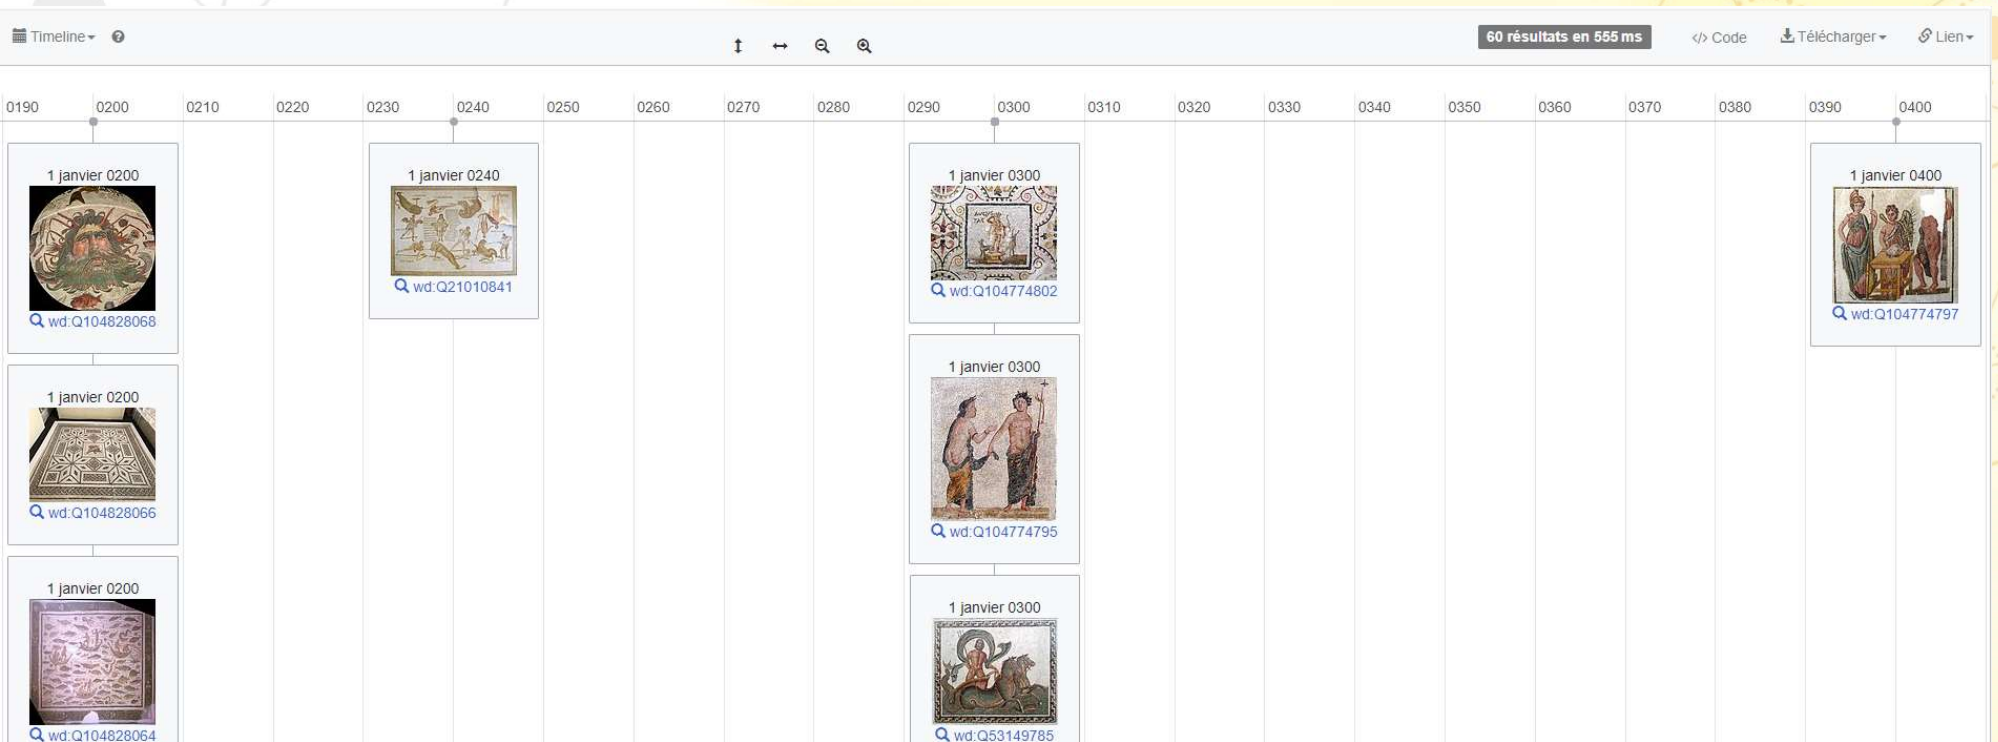 Timeline
60 résultats en 555 ms
</> Code
Télécharger
Lien
0190 0200 0210 0220 0230 0240 0250 0260 0270 0280 0290 0300 0310 0320 0330 0340 0350 0360 0370 0380 0390 0400
1 janvier 0200
wd:Q104828068
1 janvier 0200
wd:Q104828066
1 janvier 0200
wd:Q104828064
1 janvier 0240
wd:Q21010841
1 janvier 0300
wd:Q104774802
1 janvier 0300
wd:Q104774795
1 janvier 0300
wd:Q53149785
1 janvier 0400
wd:Q104774797